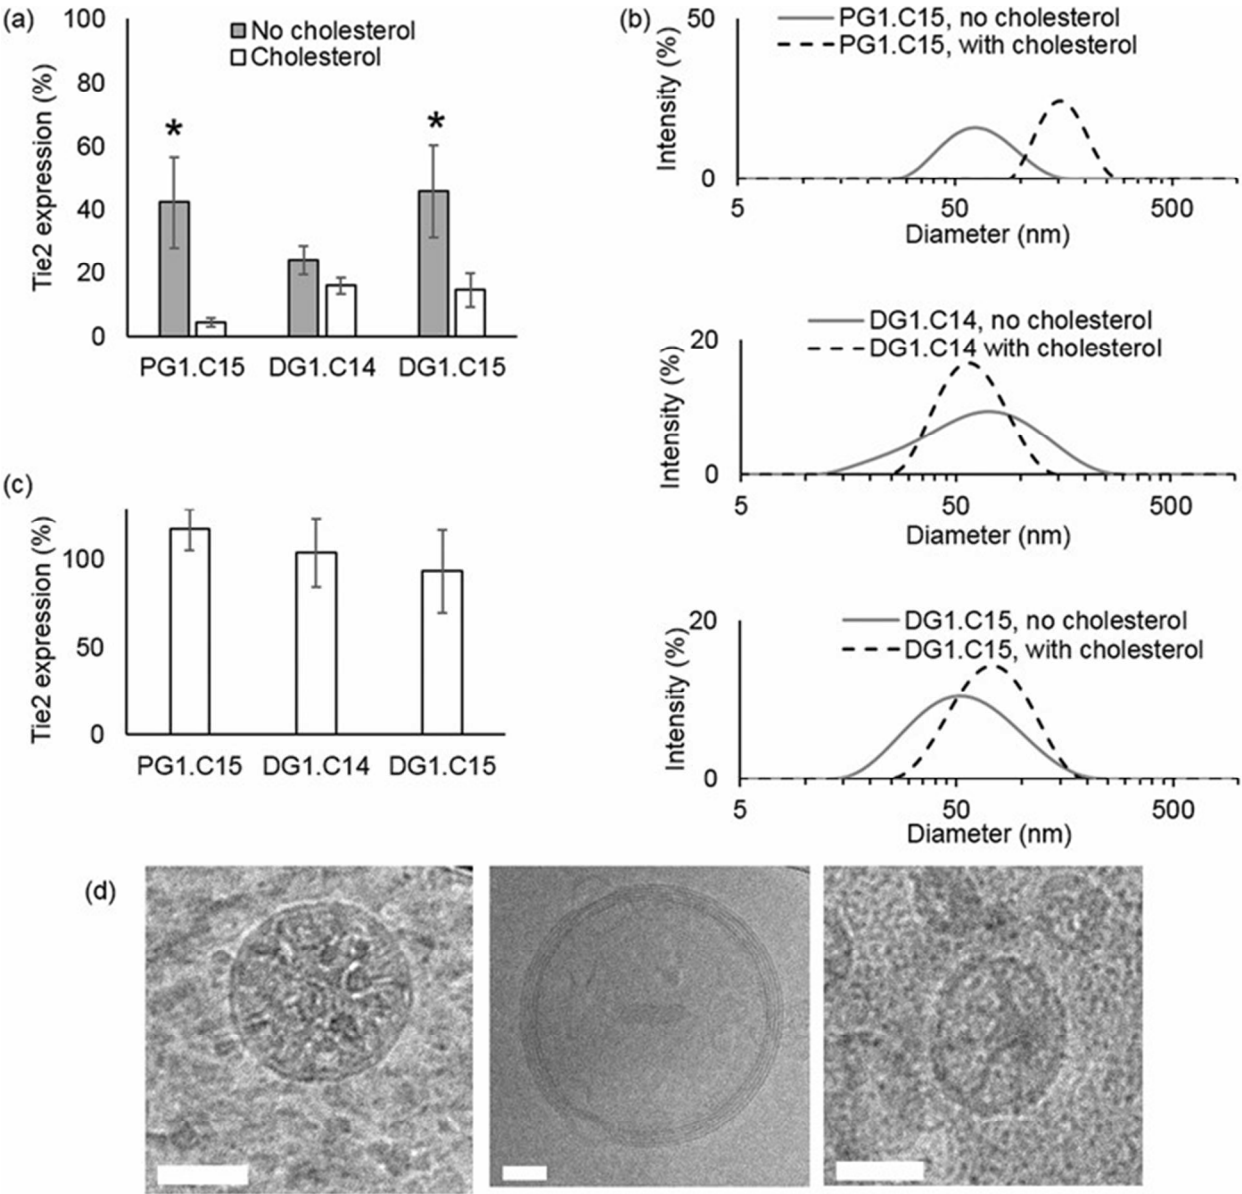 (a)
Tie2 expression (%)
100
80
60
40
20
0
No cholesterol
Cholesterol
*
*
PG1.C15 DG1.C14 DG1.C15
(b)
Intensity (%)
50
0
PG1.C15, no cholesterol
PG1.C15, with cholesterol
5 50 500
Diameter (nm)
Intensity (%)
20
0
DG1.C14, no cholesterol
DG1.C14 with cholesterol
5 50 500
Diameter (nm)
Intensity (%)
20
0
DG1.C15, no cholesterol
DG1.C15, with cholesterol
5 50 500
Diameter (nm)
(c)
Tie2 expression (%)
100
50
0
PG1.C15 DG1.C14 DG1.C15
(d)